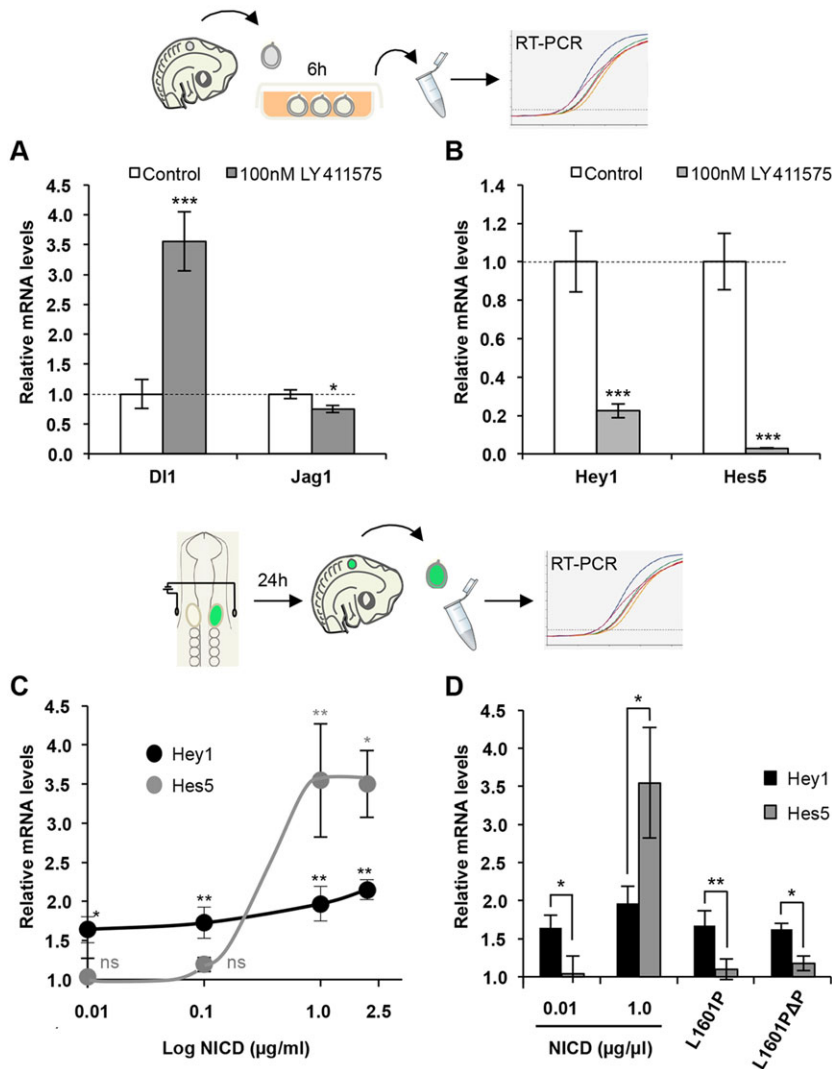 RT-PCR
6h
A
Control 100nM LY411575
4.5
4.0
3.5
3.0
2.5
2.0
1.5
1.0
0.5
0.0
Relative mRNA levels
***
*
Dl1 Jag1
B
Control 100nM LY411575
1.4
1.2
1.0
0.8
0.6
0.4
0.2
0.0
Relative mRNA levels
***
***
Hey1 Hes5
24h
RT-PCR
C
4.5
4.0
3.5
3.0
2.5
2.0
1.5
1.0
Relative mRNA levels
Hey1
Hes5
**
*
* ** ** **
ns ns
0.01 0.1 1.0 2.5
Log NICD (µg/ml)
D
4.5
4.0
3.5
3.0
2.5
2.0
1.5
1.0
Relative mRNA levels
Hey1
Hes5
* * ** *
0.01 1.0 L1601P L1601PΔP
NICD (µg/µl)